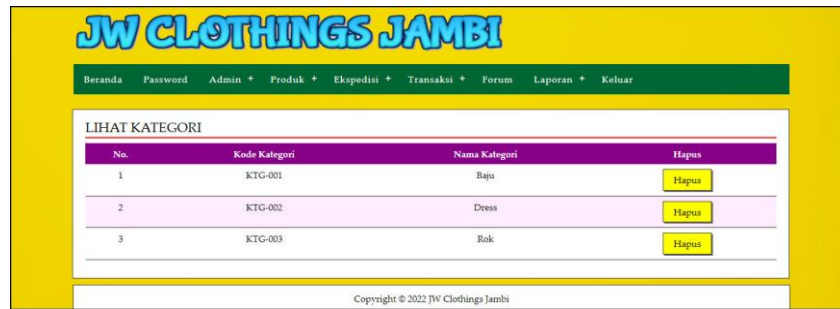 JW CLOTHINGS JAMBI
Beranda Password Admin + Produk + Ekspedisi + Transaksi + Forum Laporan + Keluar
LIHAT KATEGORI
No. Kode Kategori Nama Kategori Hapus
1 KTG-001 Baju Hapus
2 KTG-002 Dress Hapus
3 KTG-003 Rok Hapus
Copyright © 2022 JW Clothings Jambi